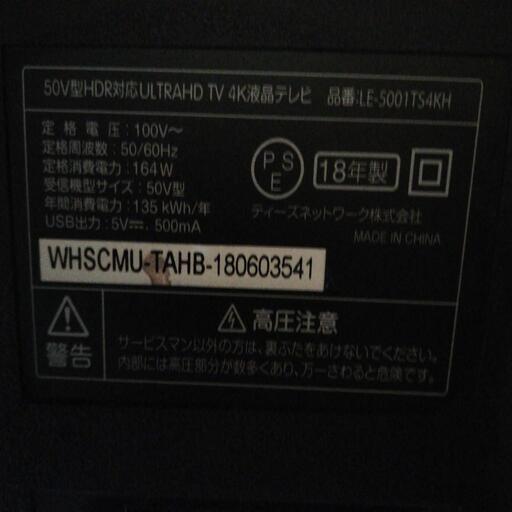 50V型HDR対応ULTRAHD TV 4K液晶テレビ 品番:LE-5001TS4KH
定格電圧:100V~
定格周波数:50/60Hz
定格消費電力:164W
受信機型サイズ:50V型
年間消費電力:135 kWh/年
USB出力:5V⎓ 500mA
PSE
18年製
ティーズネットワーク株式会社
MADE IN CHINA
WHSCMU-TAHB-180603541
警告
高圧注意
サービスマン以外の方は、裏ぶたをあけないでください。
内部には高圧部分が数多くあり、万一さわると危険です。